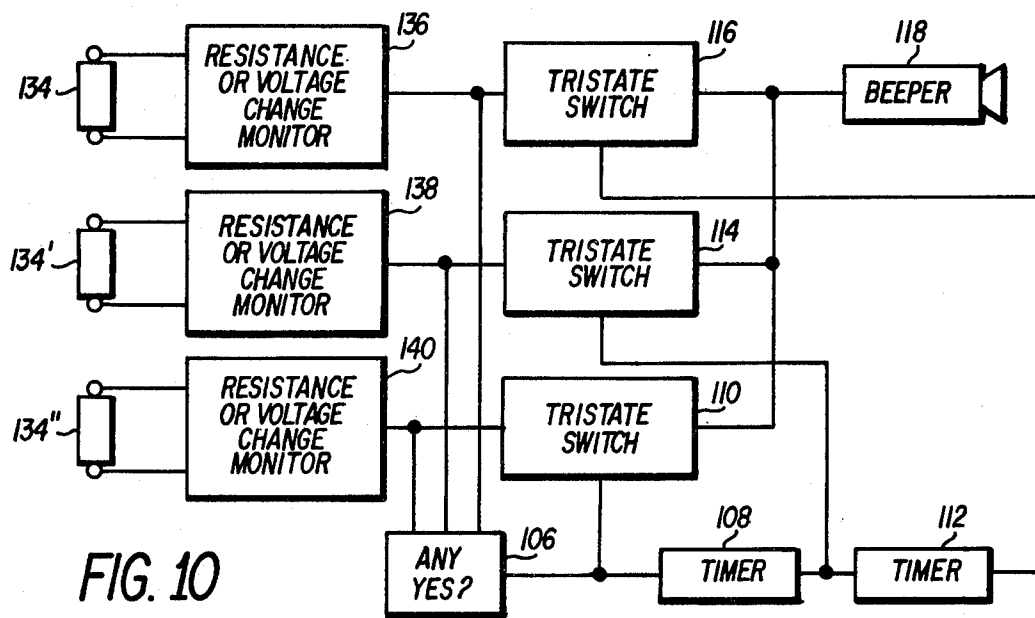 136
116
118
134
RESISTANCE
OR VOLTAGE
CHANGE
MONITOR
TRISTATE
SWITCH
BEEPER
138
114
134'
RESISTANCE
OR VOLTAGE
CHANGE
MONITOR
TRISTATE
SWITCH
140
110
134"
RESISTANCE
OR VOLTAGE
CHANGE
MONITOR
TRISTATE
SWITCH
106
108
112
ANY
YES?
TIMER
TIMER
FIG. 10